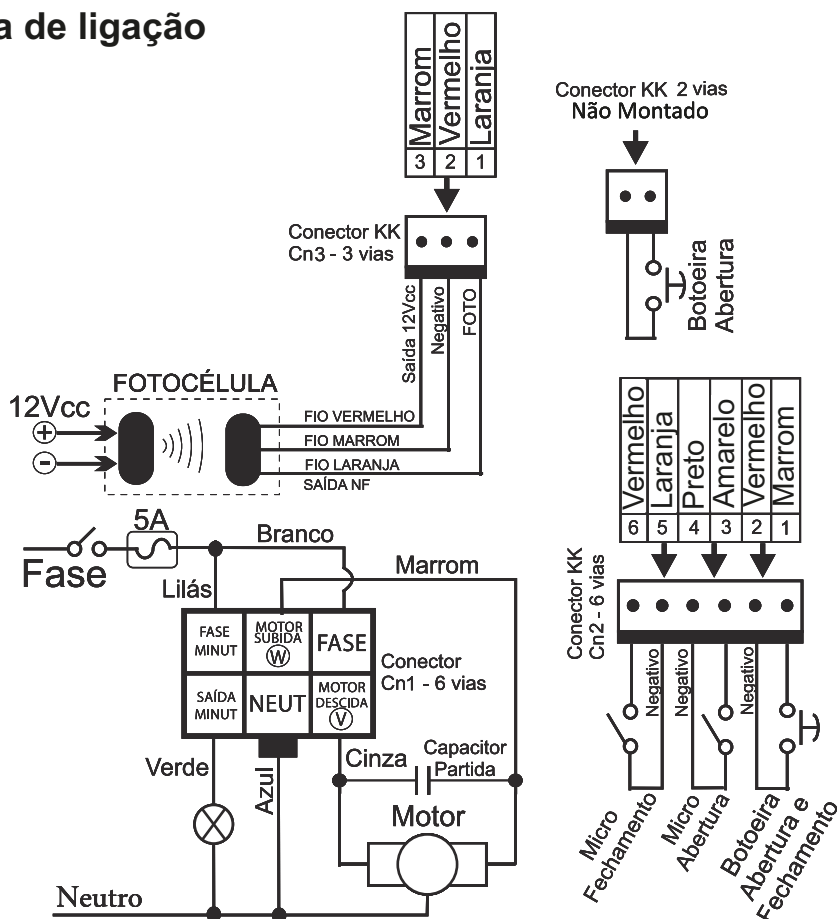 a de ligação
Marrom
Vermelho
Laranja
3 2 1
Conector KK 2 vias
Não Montado
Conector KK
Cn3 - 3 vias
Saída 12Vcc
Negativo
FOTO
Botoeira
Abertura
FOTOCÉLULA
12Vcc
+
-
FIO VERMELHO
FIO MARROM
FIO LARANJA
SAÍDA NF
Vermelho
Laranja
Preto
Amarelo
Vermelho
Marrom
6 5 4 3 2 1
5A
Fase
Branco
Lilás
Marrom
FASE
MINUT
MOTOR
SUBIDA
W
FASE
SAÍDA
MINUT
NEUT
MOTOR
DESCIDA
V
Conector
Cn1 - 6 vias
Conector KK
Cn2 - 6 vias
Negativo
Negativo
Negativo
Verde
Azul
Cinza
Capacitor
Partida
Motor
Neutro
Micro
Fechamento
Micro
Abertura
Botoeira
Abertura e
Fechamento